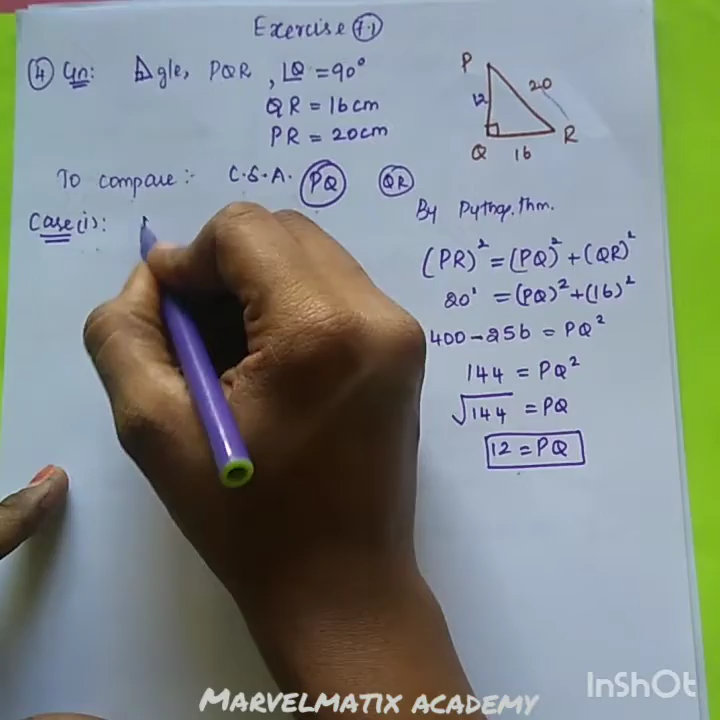 Exercise 7.1
④ Gn: ⊿gle, PQR, ∠Q = 90°
QR = 16cm
PR = 20cm
P
12
20
Q
16
R
To compare :- C.S.A. PQ QR
Case(i):
By Pythag. thm.
(PR)² = (PQ)² + (QR)²
20² = (PQ)² + (16)²
400 - 256 = PQ²
144 = PQ²
√144 = PQ
12 = PQ
MARVELMATIX ACADEMY
InShOt